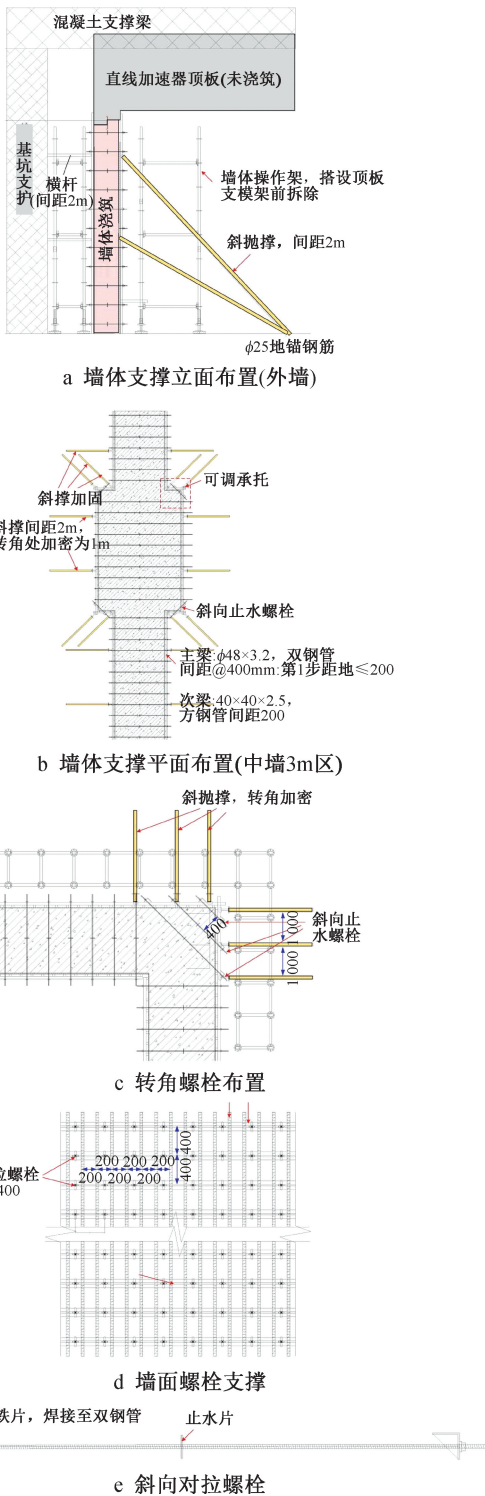 混凝土支撑梁
直线加速器顶板(未浇筑)
基坑支护
横杆
(间距2m)
墙体浇筑
墙体操作架，搭设顶板
支模架前拆除
斜抛撑，间距2m
ϕ25地锚钢筋
a 墙体支撑立面布置(外墙)
斜撑加固
可调承托
斜撑间距2m，
转角处加密为1m
斜向止水螺栓
主梁:ϕ48×3.2，双钢管
间距@400mm:第1步距地≤200
次梁:40×40×2.5，
方钢管间距200
b 墙体支撑平面布置(中墙3m区)
斜抛撑，转角加密
400
1 000
1 000
斜向止
水螺栓
c 转角螺栓布置
400
400
200 200 200
200 200 200
拉螺栓
400
d 墙面螺栓支撑
铁片，焊接至双钢管
止水片
e 斜向对拉螺栓